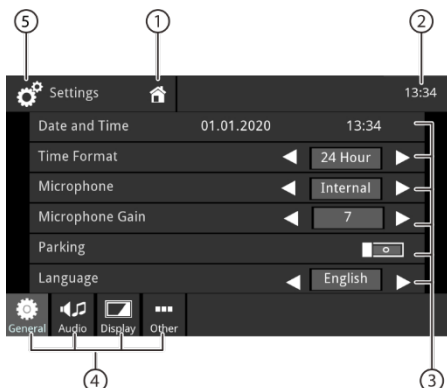 5 1 2
Settings 13:34
Date and Time 01.01.2020 13:34
Time Format 24 Hour
Microphone Internal
Microphone Gain 7
Parking
Language English
General Audio Display Other
4 3